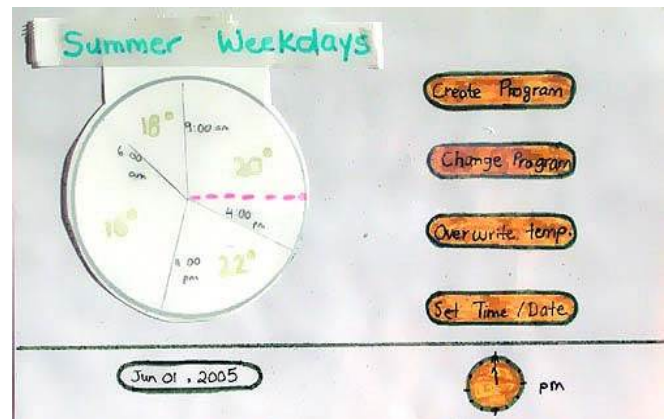 Summer Weekdays
18°
9:00 am
20°
6:00
am
4:00
pm
16°
22°
pm
Create Program
Change Program
Overwrite temp.
Set Time / Date
Jun 01, 2005
pm